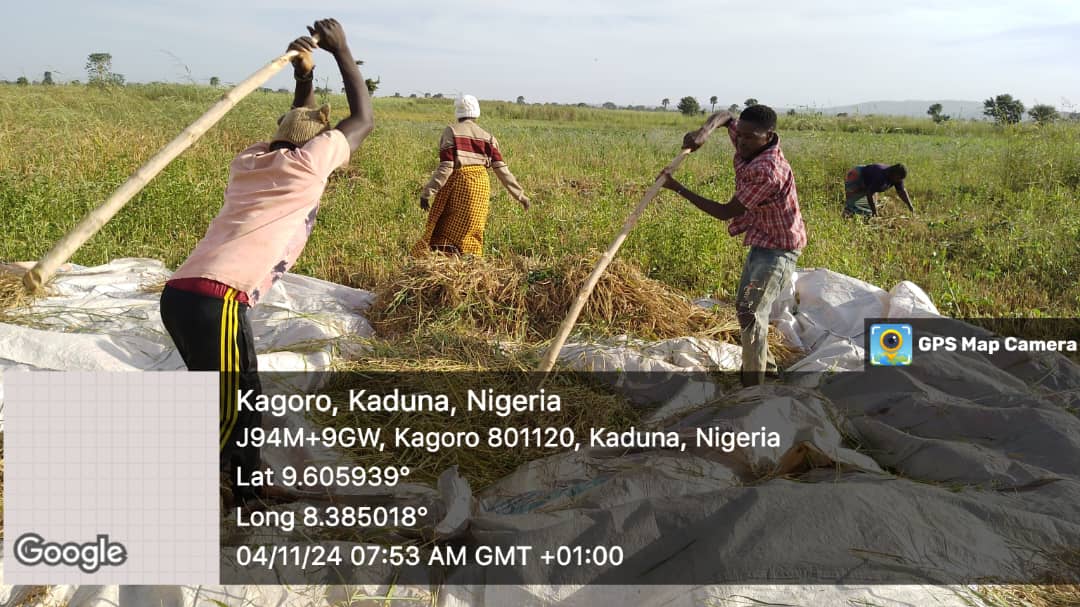 GPS Map Camera
Kagoro, Kaduna, Nigeria
J94M+9GW, Kagoro 801120, Kaduna, Nigeria
Lat 9.605939°
Long 8.385018°
04/11/24 07:53 AM GMT +01:00
Google